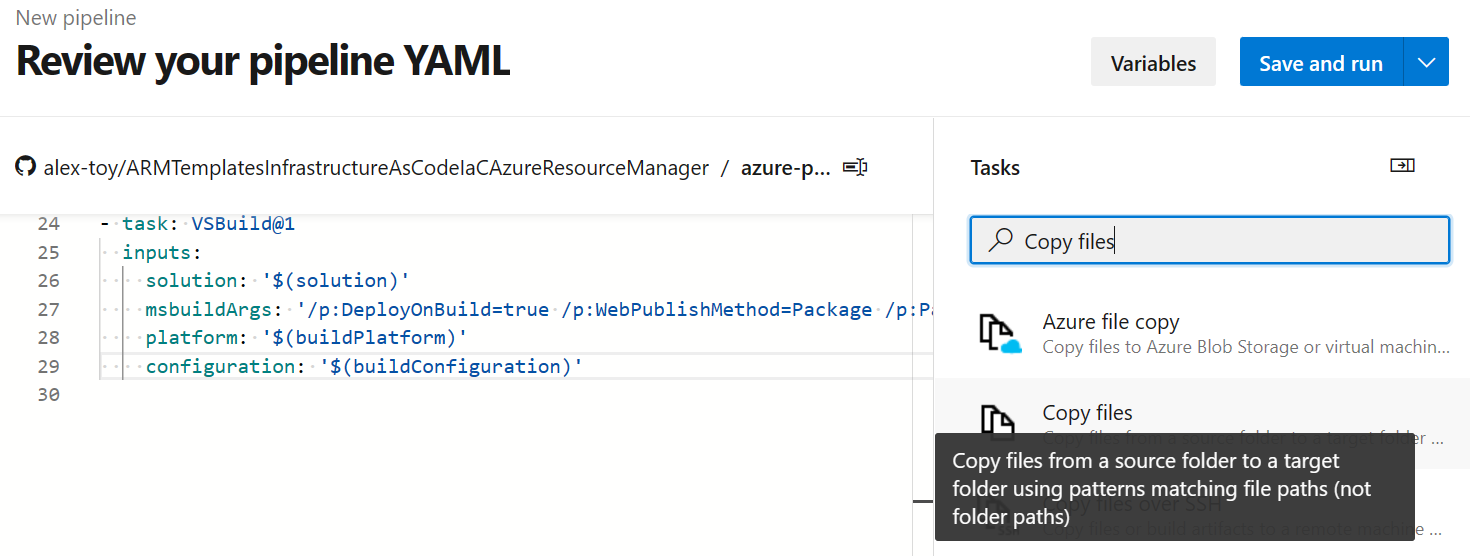 New pipeline
Review your pipeline YAML
Variables
Save and run
alex-toy/ARMTemplatesInfrastructureAsCodeIaCAzureResourceManager / azure-p...
Tasks
24 - task: VSBuild@1
25 inputs:
26 solution: '$(solution)'
27 msbuildArgs: '/p:DeployOnBuild=true /p:WebPublishMethod=Package /p:Pa
28 platform: '$(buildPlatform)'
29 configuration: '$(buildConfiguration)'
30
Copy files
Azure file copy
Copy files to Azure Blob Storage or virtual machin...
Copy files
Copy files from a source folder to a target folder ...
Copy files from a source folder to a target
folder using patterns matching file paths (not
folder paths)
Copy files over SSH
Copy files or build artifacts to a remote machine ...